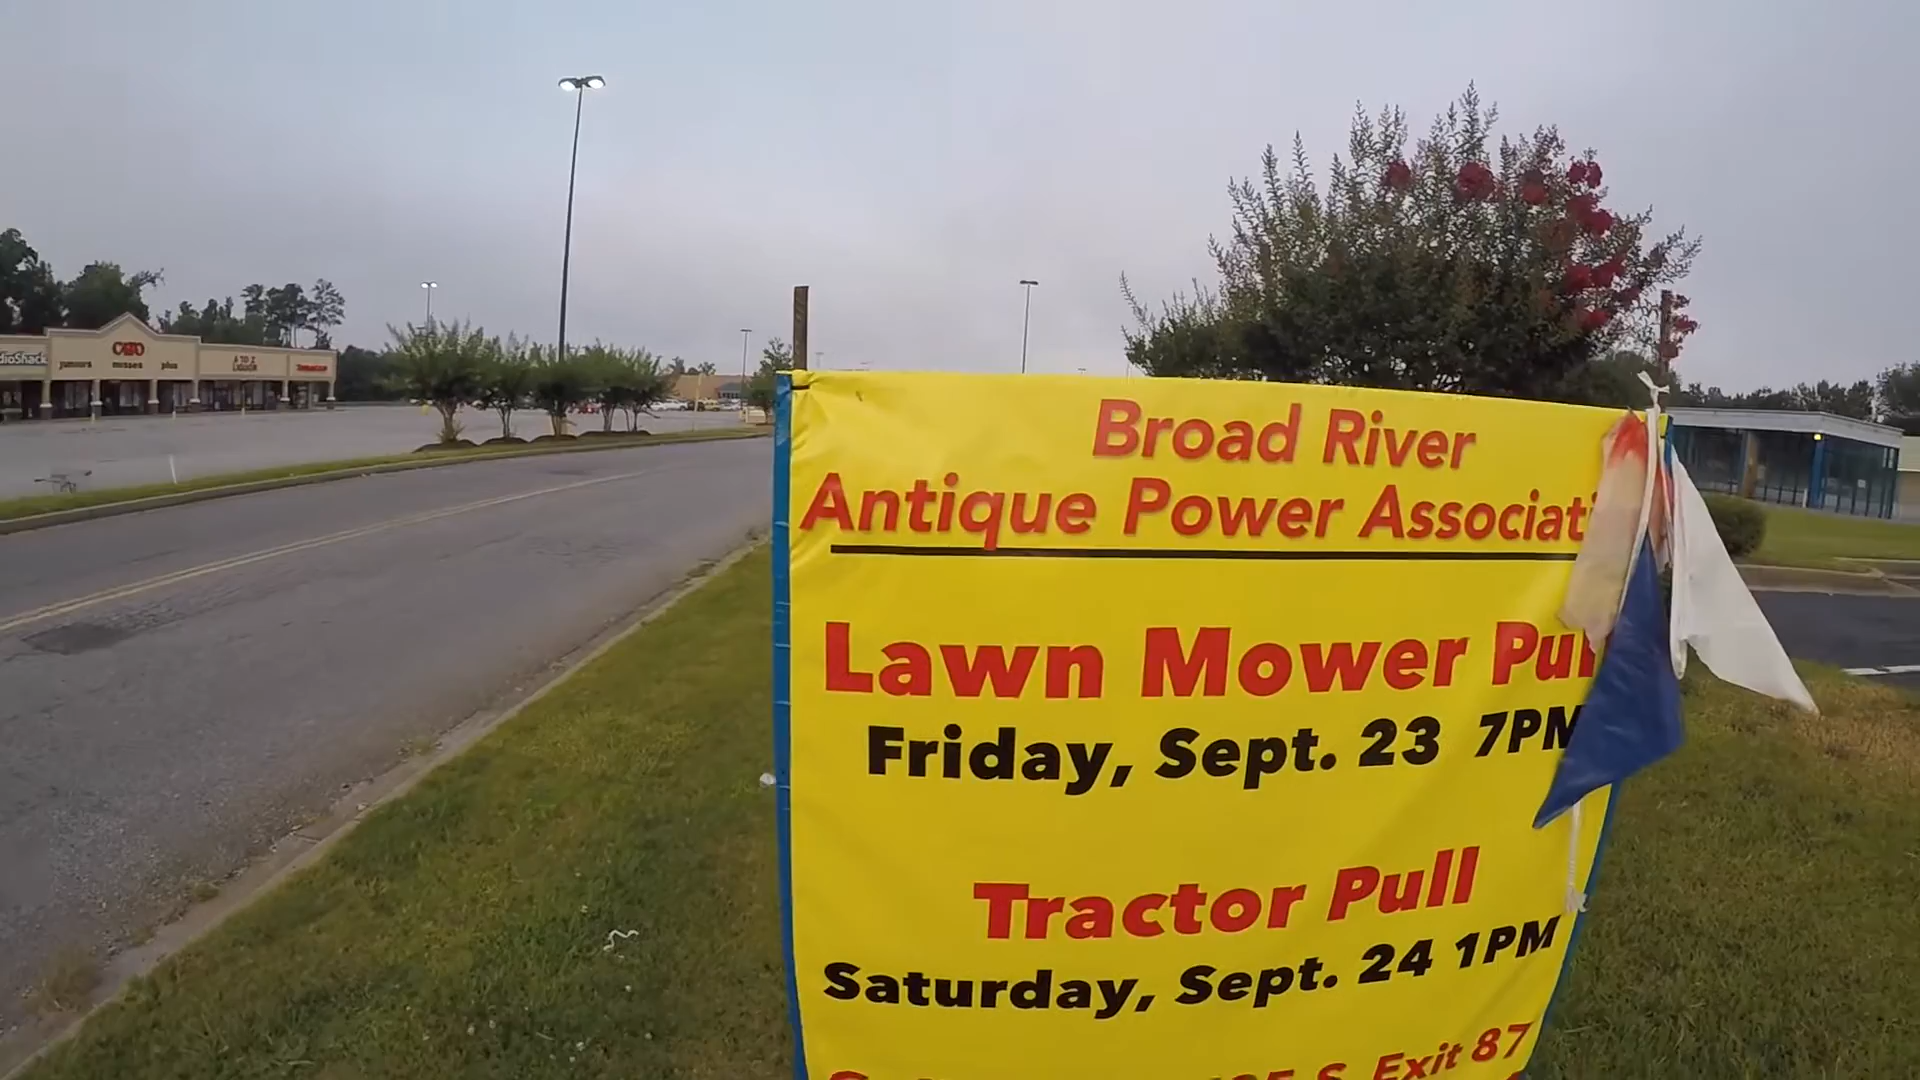 dioShack
CATO
juniors misses plus
A TO Z
LIQUOR
Broad River
Antique Power Associati
Lawn Mower Pul
Friday, Sept. 23 7PM
Tractor Pull
Saturday, Sept. 24 1PM
S. Exit 87